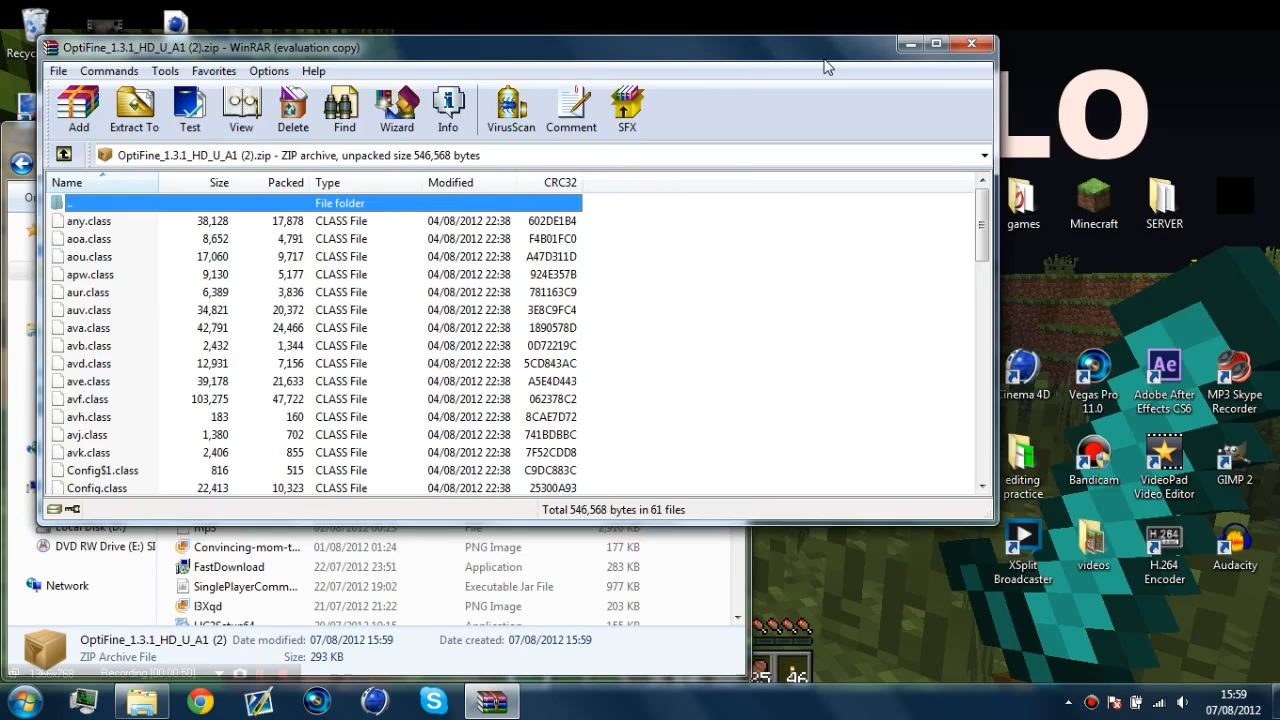 OptiFine_1.3.1_HD_U_A1 (2).zip - WinRAR (evaluation copy)
File Commands Tools Favorites Options Help
Add Extract To Test View Delete Find Wizard Info VirusScan Comment SFX
OptiFine_1.3.1_HD_U_A1 (2).zip - ZIP archive, unpacked size 546,568 bytes
Name Size Packed Type Modified CRC32
.. File folder
any.class 38,128 17,878 CLASS File 04/08/2012 22:38 602DE1B4
aoa.class 8,652 4,791 CLASS File 04/08/2012 22:38 F4B01FC0
aou.class 17,060 9,717 CLASS File 04/08/2012 22:38 A47D311D
apw.class 9,130 5,177 CLASS File 04/08/2012 22:38 924E357B
aur.class 6,389 3,836 CLASS File 04/08/2012 22:38 781163C9
auv.class 34,821 20,372 CLASS File 04/08/2012 22:38 3E8C9FC4
ava.class 42,791 24,466 CLASS File 04/08/2012 22:38 1890578D
avb.class 2,432 1,344 CLASS File 04/08/2012 22:38 0D72219C
avd.class 12,931 7,156 CLASS File 04/08/2012 22:38 5CD843AC
ave.class 39,178 21,633 CLASS File 04/08/2012 22:38 A5E4D443
avf.class 103,275 47,722 CLASS File 04/08/2012 22:38 062378C2
avh.class 183 160 CLASS File 04/08/2012 22:38 8CAE7D72
avj.class 1,380 702 CLASS File 04/08/2012 22:38 741BDBBC
avk.class 2,406 855 CLASS File 04/08/2012 22:38 7F52CDD8
Config$1.class 816 515 CLASS File 04/08/2012 22:38 C9DC883C
Config.class 22,413 10,323 CLASS File 04/08/2012 22:38 25300A93
Total 546,568 bytes in 61 files
DVD RW Drive (E:) SI
Network
Convincing-mom-t... 01/08/2012 01:24 PNG Image 177 KB
FastDownload 22/07/2012 23:51 Application 283 KB
SinglePlayerComm... 22/07/2012 19:02 Executable Jar File 977 KB
I3Xqd 21/07/2012 21:22 PNG Image 203 KB
OptiFine_1.3.1_HD_U_A1 (2) Date modified: 07/08/2012 15:59 Date created: 07/08/2012 15:59
ZIP Archive File Size: 293 KB
Recording [00:00:59]
LO
games Minecraft SERVER
Cinema 4D
Vegas Pro 11.0
Adobe After Effects CS6
MP3 Skype Recorder
editing practice
Bandicam
VideoPad Video Editor
GIMP 2
XSplit Broadcaster
videos
H.264 Encoder
Audacity
46
15:59
07/08/2012